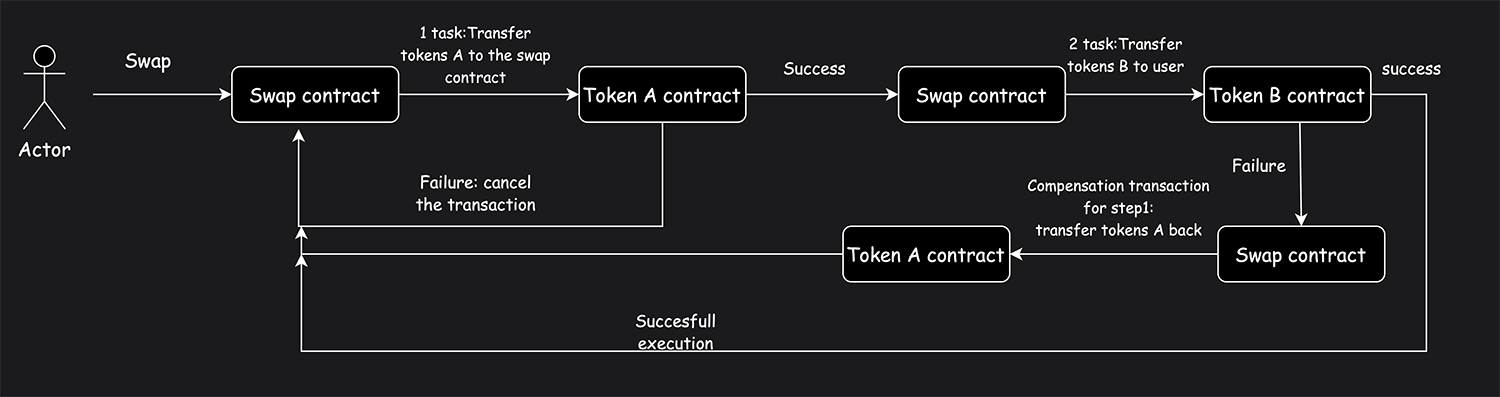 1 task:Transfer
tokens A to the swap
contract
2 task:Transfer
tokens B to user
Swap
Success
success
Swap contract
Token A contract
Swap contract
Token B contract
Actor
Failure: cancel
the transaction
Failure
Compensation transaction
for step1:
transfer tokens A back
Token A contract
Swap contract
Succesfull
execution